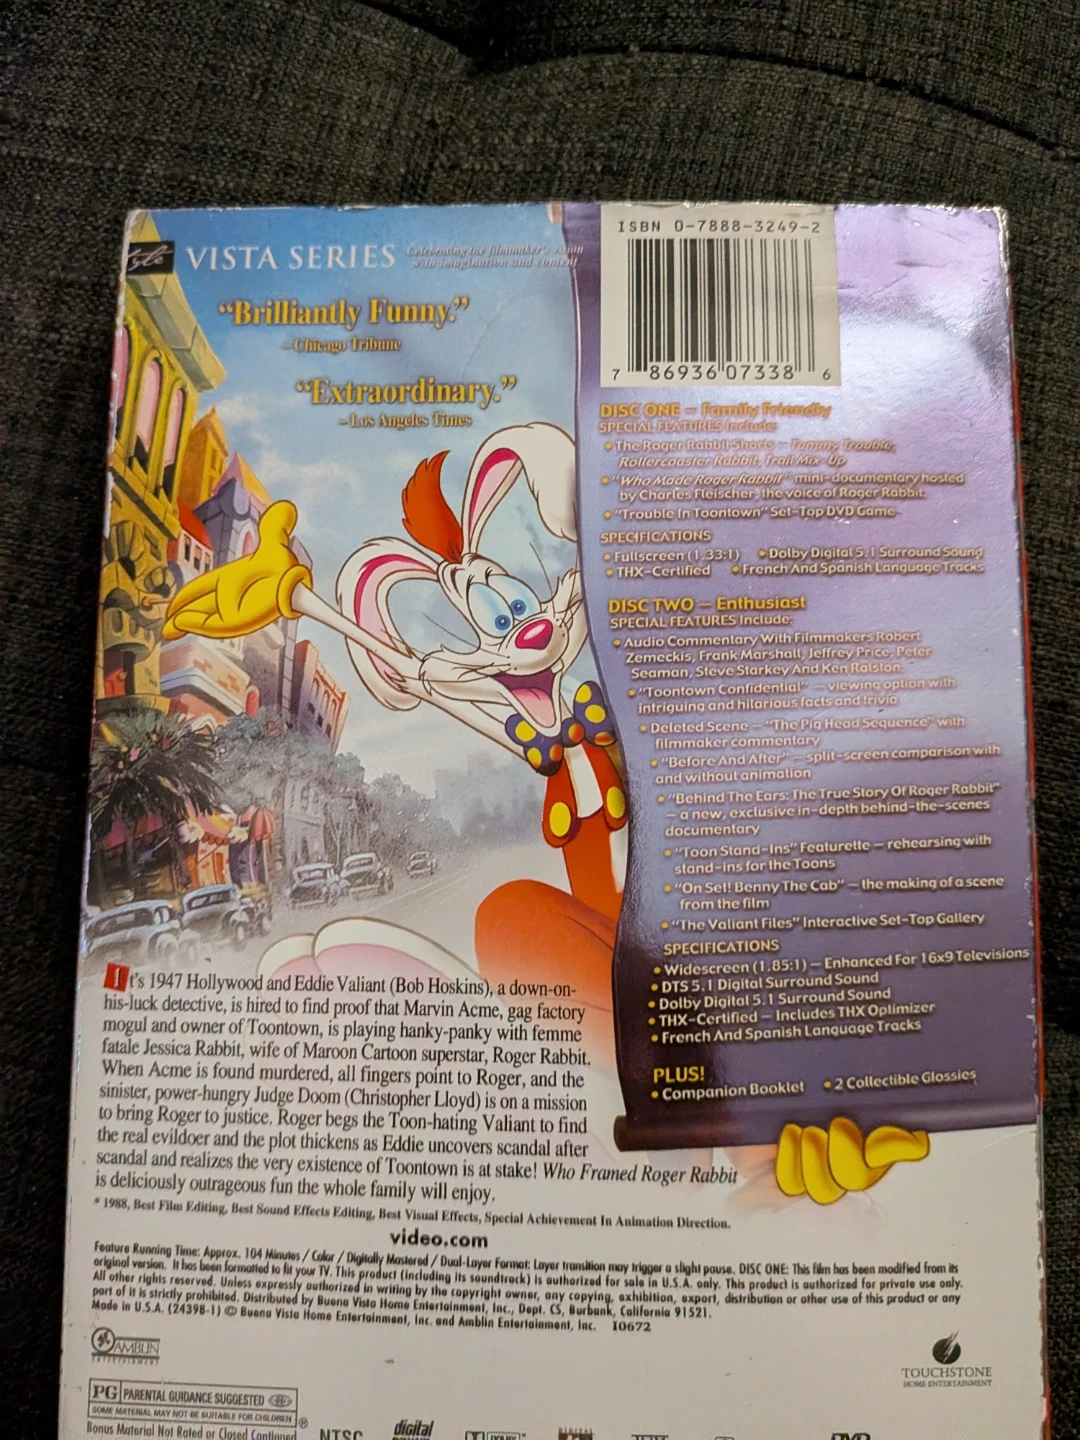 VISTA SERIES
Celebrating the filmmaker's vision
with imagination and content
"Brilliantly Funny."
–Chicago Tribune
"Extraordinary."
–Los Angeles Times
ISBN 0-7888-3249-2
7 86936 07338 6
DISC ONE – Family Friendly
SPECIAL FEATURES Include:
• The Roger Rabbit Shorts – Tummy Trouble,
Rollercoaster Rabbit, Trail Mix-Up
• "Who Made Roger Rabbit" mini-documentary hosted
by Charles Fleischer, the voice of Roger Rabbit.
• "Trouble In Toontown" Set-Top DVD Game
SPECIFICATIONS
• Fullscreen (1.33:1) • Dolby Digital 5.1 Surround Sound
• THX-Certified • French And Spanish Language Tracks
DISC TWO – Enthusiast
SPECIAL FEATURES Include:
• Audio Commentary With Filmmakers Robert
Zemeckis, Frank Marshall, Jeffrey Price, Peter
Seaman, Steve Starkey And Ken Ralston.
• "Toontown Confidential" – viewing option with
intriguing and hilarious facts and trivia
• Deleted Scene – "The Pig Head Sequence" with
filmmaker commentary
• "Before And After" – split-screen comparison with
and without animation
• "Behind The Ears: The True Story Of Roger Rabbit"
– a new, exclusive in-depth behind-the-scenes
documentary
• "Toon Stand-Ins" Featurette – rehearsing with
stand-ins for the Toons
• "On Set! Benny The Cab" – the making of a scene
from the film
• "The Valiant Files" Interactive Set-Top Gallery
SPECIFICATIONS
• Widescreen (1.85:1) – Enhanced For 16x9 Televisions
• DTS 5.1 Digital Surround Sound
• Dolby Digital 5.1 Surround Sound
• THX-Certified – Includes THX Optimizer
• French And Spanish Language Tracks
PLUS!
• Companion Booklet • 2 Collectible Glossies
It's 1947 Hollywood and Eddie Valiant (Bob Hoskins), a down-on-
his-luck detective, is hired to find proof that Marvin Acme, gag factory
mogul and owner of Toontown, is playing hanky-panky with femme
fatale Jessica Rabbit, wife of Maroon Cartoon superstar, Roger Rabbit.
When Acme is found murdered, all fingers point to Roger, and the
sinister, power-hungry Judge Doom (Christopher Lloyd) is on a mission
to bring Roger to justice. Roger begs the Toon-hating Valiant to find
the real evildoer and the plot thickens as Eddie uncovers scandal after
scandal and realizes the very existence of Toontown is at stake! Who Framed Roger Rabbit
is deliciously outrageous fun the whole family will enjoy.
* 1988, Best Film Editing, Best Sound Effects Editing, Best Visual Effects, Special Achievement In Animation Direction.
video.com
Feature Running Time: Approx. 104 Minutes / Color / Digitally Mastered / Dual-Layer Format: Layer transition may trigger a slight pause. DISC ONE: This film has been modified from its
original version. It has been formatted to fit your TV. This product (including its soundtrack) is authorized for sale in U.S.A. only. This product is authorized for private use only.
All other rights reserved. Unless expressly authorized in writing by the copyright owner, any copying, exhibition, export, distribution or other use of this product or any
part of it is strictly prohibited. Distributed by Buena Vista Home Entertainment, Inc., Dept. CS, Burbank, California 91521.
Made in U.S.A. (24398-1) © Buena Vista Home Entertainment, Inc. and Amblin Entertainment, Inc. 10672
AMBLIN
ENTERTAINMENT
TOUCHSTONE
HOME ENTERTAINMENT
PG PARENTAL GUIDANCE SUGGESTED
SOME MATERIAL MAY NOT BE SUITABLE FOR CHILDREN ®
Bonus Material Not Rated or Closed Captioned
NTSC
digital